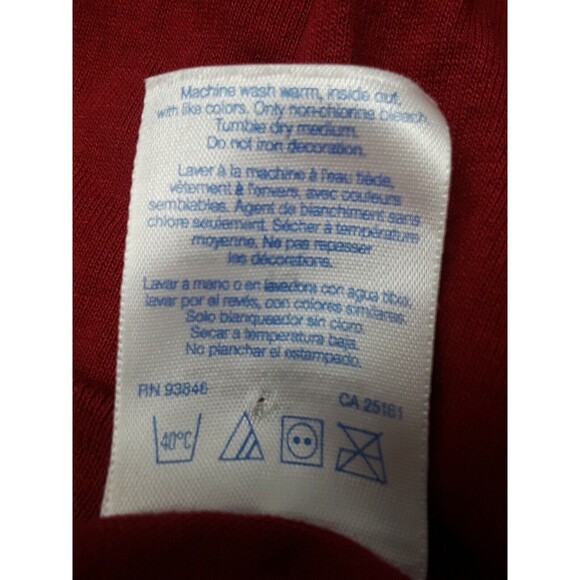 Machine wash warm, inside out,
with like colors. Only non-chlorine bleach.
Tumble dry medium.
Do not iron decoration.
Laver à la machine à l'eau tiède,
vêtement à l'envers, avec couleurs
semblables. Agent de blanchiment sans
chlore seulement. Sécher à température
moyenne. Ne pas repasser
les décorations.
Lavar a mano o en lavedora con agua tibia,
lavar por el revés, con colores similares.
Solo blanqueador sin cloro.
Secar a temperatura baja.
No planchar el estampado.
RN 93846 CA 25161
40°C